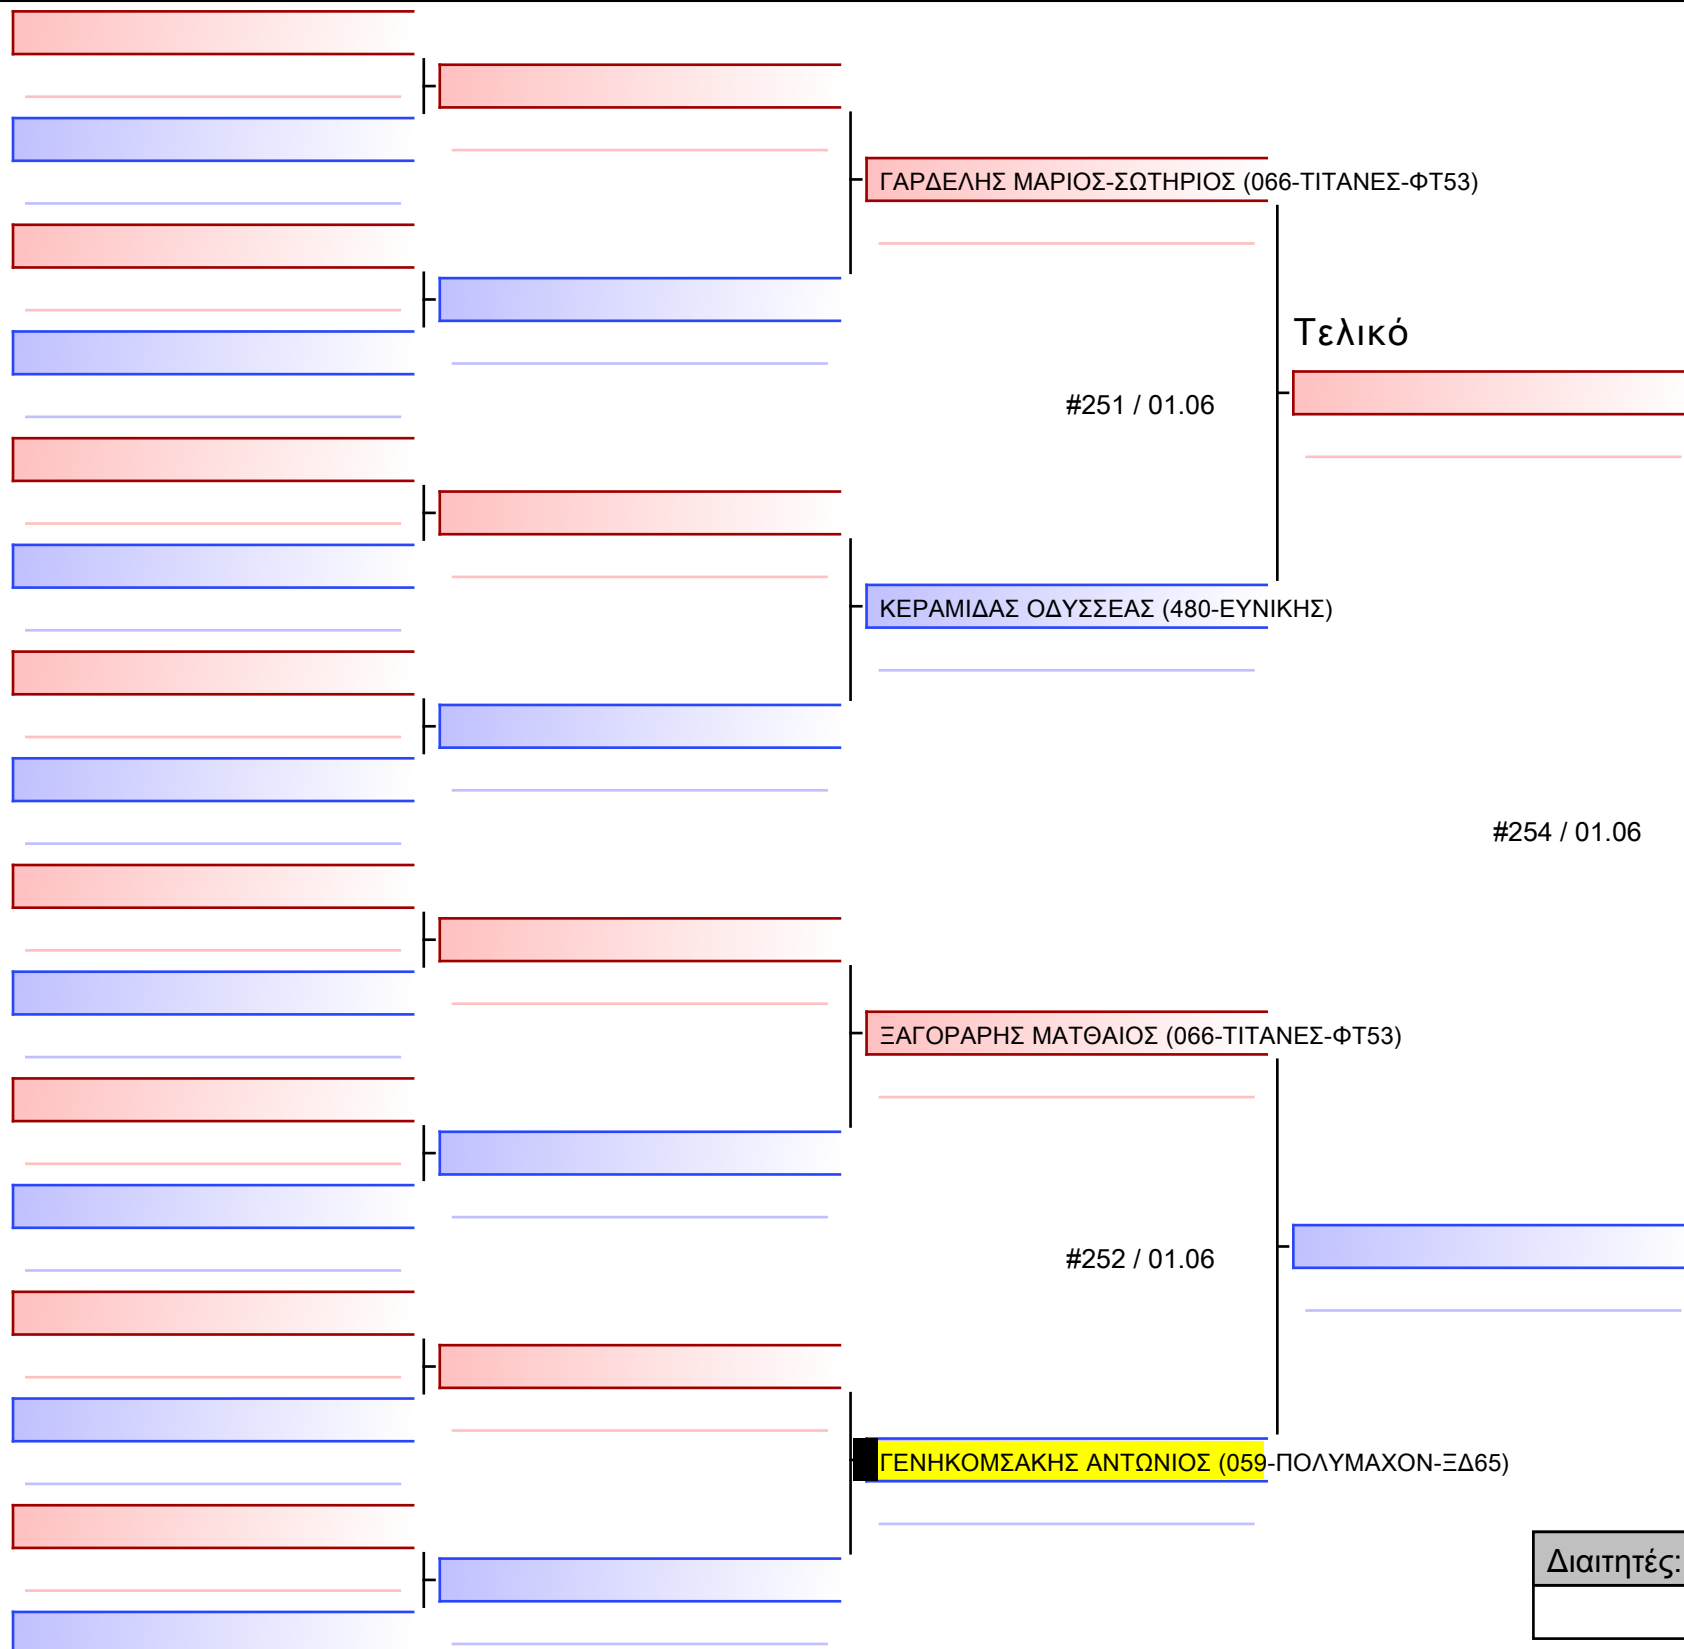 ΓΑΡΔΕΛΗΣ ΜΑΡΙΟΣ-ΣΩΤΗΡΙΟΣ (066-ΤΙΤΑΝΕΣ-ΦΤ53)
Τελικό
#251 / 01.06
ΚΕΡΑΜΙΔΑΣ ΟΔΥΣΣΕΑΣ (480-ΕΥΝΙΚΗΣ)
#254 / 01.06
ΞΑΓΟΡΑΡΗΣ ΜΑΤΘΑΙΟΣ (066-ΤΙΤΑΝΕΣ-ΦΤ53)
#252 / 01.06
ΓΕΝΗΚΟΜΣΑΚΗΣ ΑΝΤΩΝΙΟΣ (059-ΠΟΛΥΜΑΧΟΝ-ΞΔ65)
Διαιτητές: